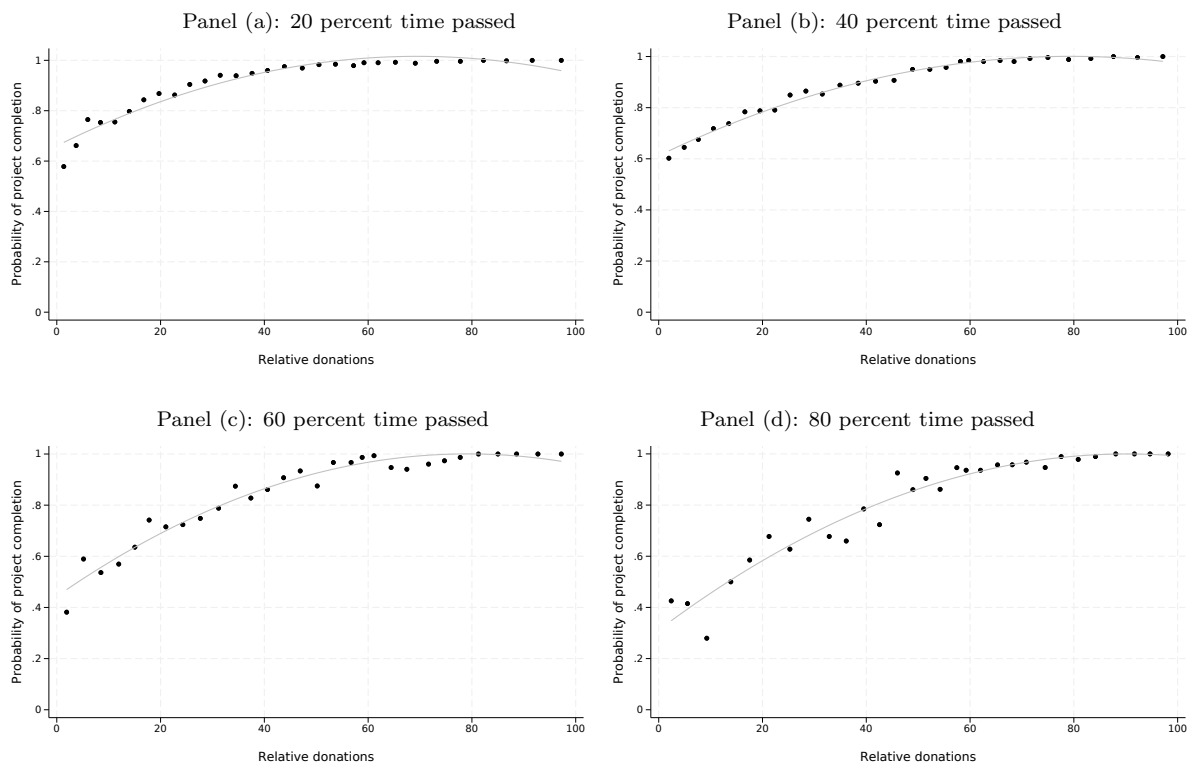 Panel (a): 20 percent time passed
Probability of project completion
1
.8
.6
.4
.2
0
0 20 40 60 80 100
Relative donations
Panel (b): 40 percent time passed
Probability of project completion
1
.8
.6
.4
.2
0
0 20 40 60 80 100
Relative donations
Panel (c): 60 percent time passed
Probability of project completion
1
.8
.6
.4
.2
0
0 20 40 60 80 100
Relative donations
Panel (d): 80 percent time passed
Probability of project completion
1
.8
.6
.4
.2
0
0 20 40 60 80 100
Relative donations